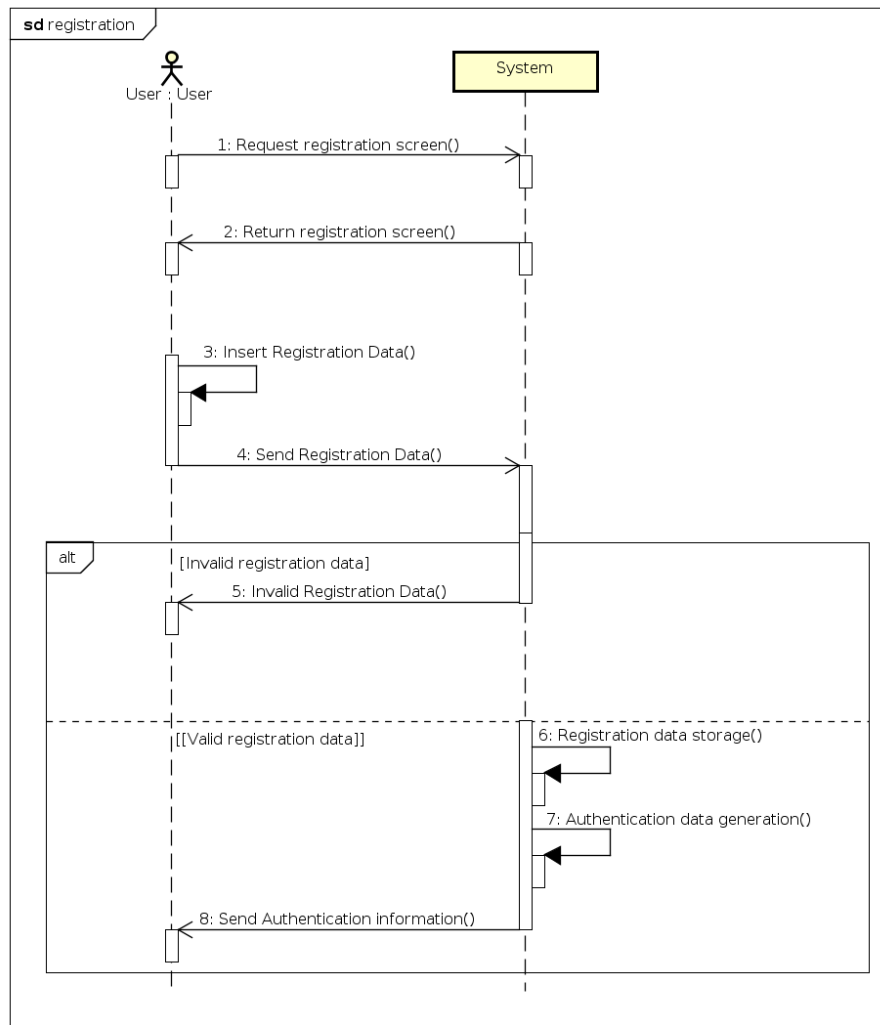 sd registration
User : User
System
1: Request registration screen()
2: Return registration screen()
3: Insert Registration Data()
4: Send Registration Data()
alt
[Invalid registration data]
5: Invalid Registration Data()
[[Valid registration data]]
6: Registration data storage()
7: Authentication data generation()
8: Send Authentication information()